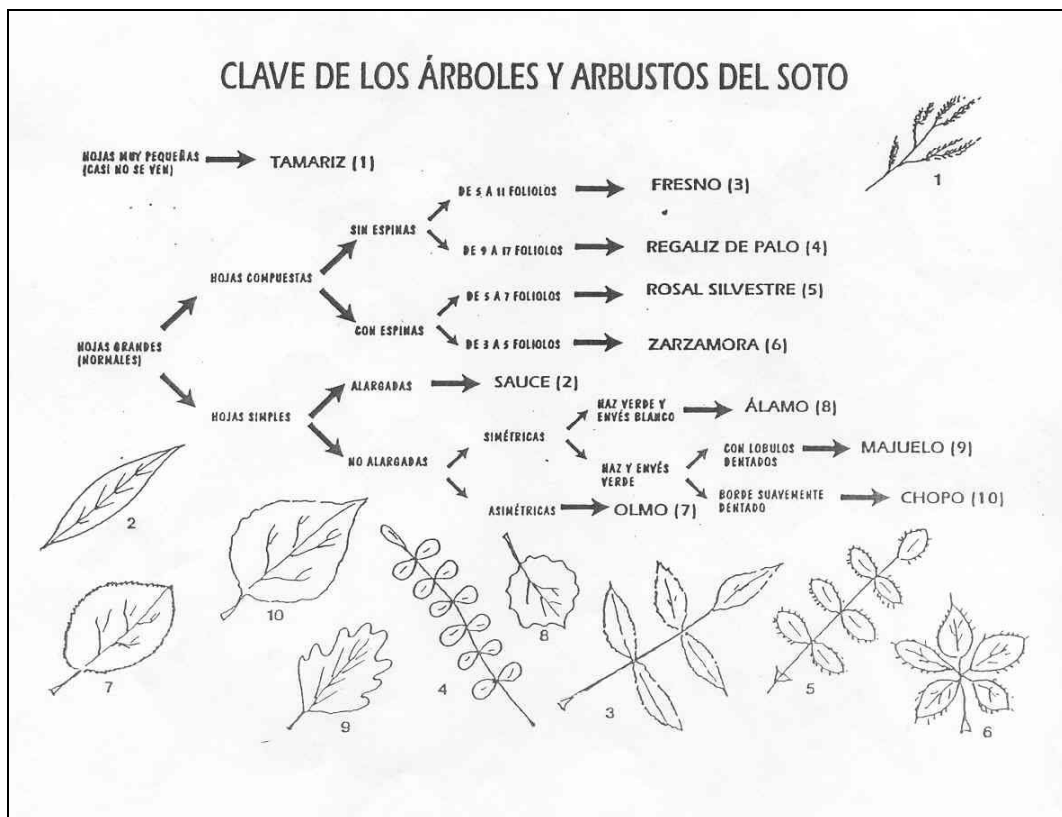 CLAVE DE LOS ÁRBOLES Y ARBUSTOS DEL SOTO
HOJAS MUY PEQUEÑAS
(CASI NO SE VEN)
TAMARIZ (1)
1
DE 5 A 11 FOLIOLOS
FRESNO (3)
SIN ESPINAS
DE 9 A 17 FOLIOLOS
REGALIZ DE PALO (4)
HOJAS COMPUESTAS
DE 5 A 7 FOLIOLOS
ROSAL SILVESTRE (5)
CON ESPINAS
DE 3 A 5 FOLIOLOS
ZARZAMORA (6)
HOJAS GRANDES
(NORMALES)
HOJAS SIMPLES
ALARGADAS
SAUCE (2)
NO ALARGADAS
SIMÉTRICAS
HAZ VERDE Y
ENVÉS BLANCO
ÁLAMO (8)
HAZ Y ENVÉS
VERDE
CON LOBULOS
DENTADOS
MAJUELO (9)
BORDE SUAVEMENTE
DENTADO
CHOPO (10)
ASIMÉTRICAS
OLMO (7)
2
10
8
7
9
4
3
5
6